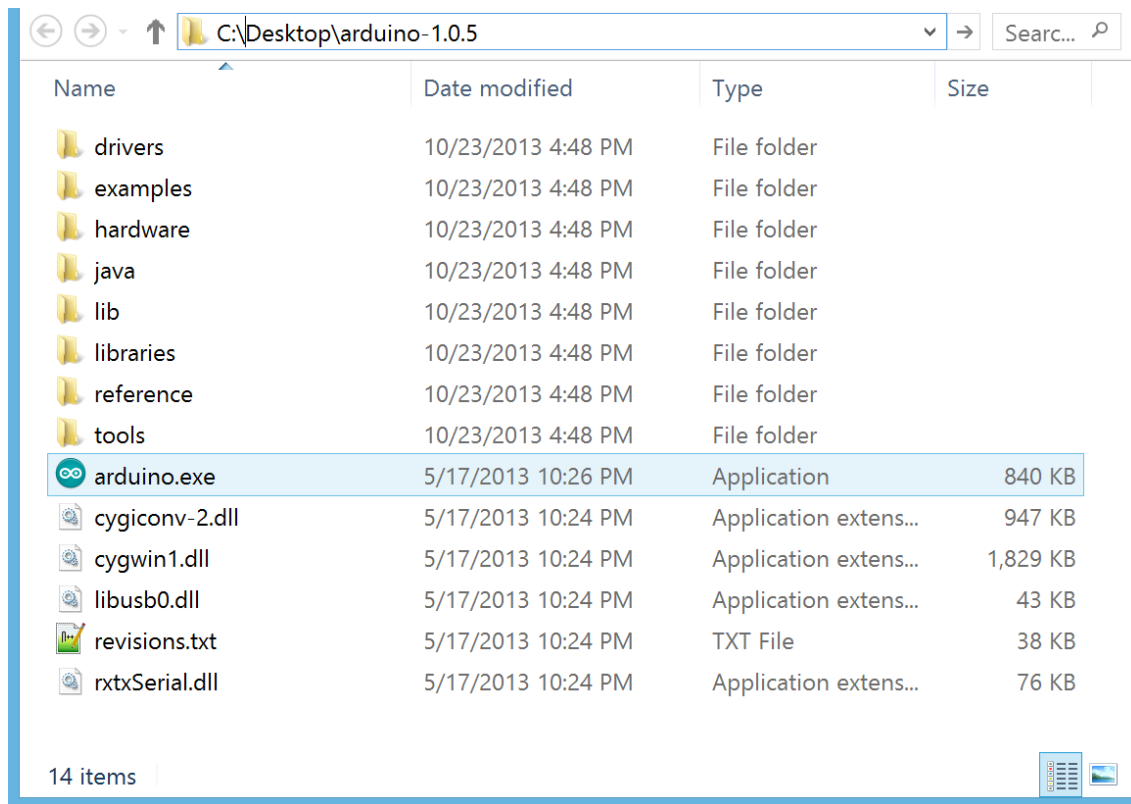 C:\Desktop\arduino-1.0.5 Searc...
Name Date modified Type Size
drivers 10/23/2013 4:48 PM File folder
examples 10/23/2013 4:48 PM File folder
hardware 10/23/2013 4:48 PM File folder
java 10/23/2013 4:48 PM File folder
lib 10/23/2013 4:48 PM File folder
libraries 10/23/2013 4:48 PM File folder
reference 10/23/2013 4:48 PM File folder
tools 10/23/2013 4:48 PM File folder
arduino.exe 5/17/2013 10:26 PM Application 840 KB
cygiconv-2.dll 5/17/2013 10:24 PM Application extens... 947 KB
cygwin1.dll 5/17/2013 10:24 PM Application extens... 1,829 KB
libusb0.dll 5/17/2013 10:24 PM Application extens... 43 KB
revisions.txt 5/17/2013 10:24 PM TXT File 38 KB
rxtxSerial.dll 5/17/2013 10:24 PM Application extens... 76 KB
14 items